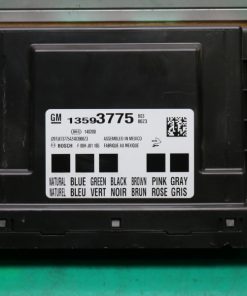 GM 13593775
ASSEMBLED IN MEXICO
BOSCH FABRIQUE AU MEXIQUE
NATURAL BLUE GREEN BLACK BROWN PINK GRAY
NATUREL BLEU VERT NOIR BRUN ROSE GRIS